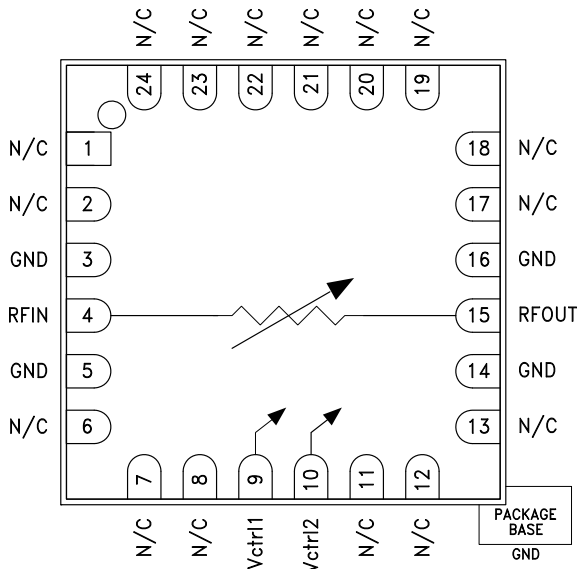 N/C N/C N/C N/C N/C N/C
24 23 22 21 20 19
N/C 1 18 N/C
N/C 2 17 N/C
GND 3 16 GND
RFIN 4 15 RFOUT
GND 5 14 GND
N/C 6 13 N/C
7 8 9 10 11 12
N/C N/C Vctrl1 Vctrl2 N/C N/C
PACKAGE
BASE
GND